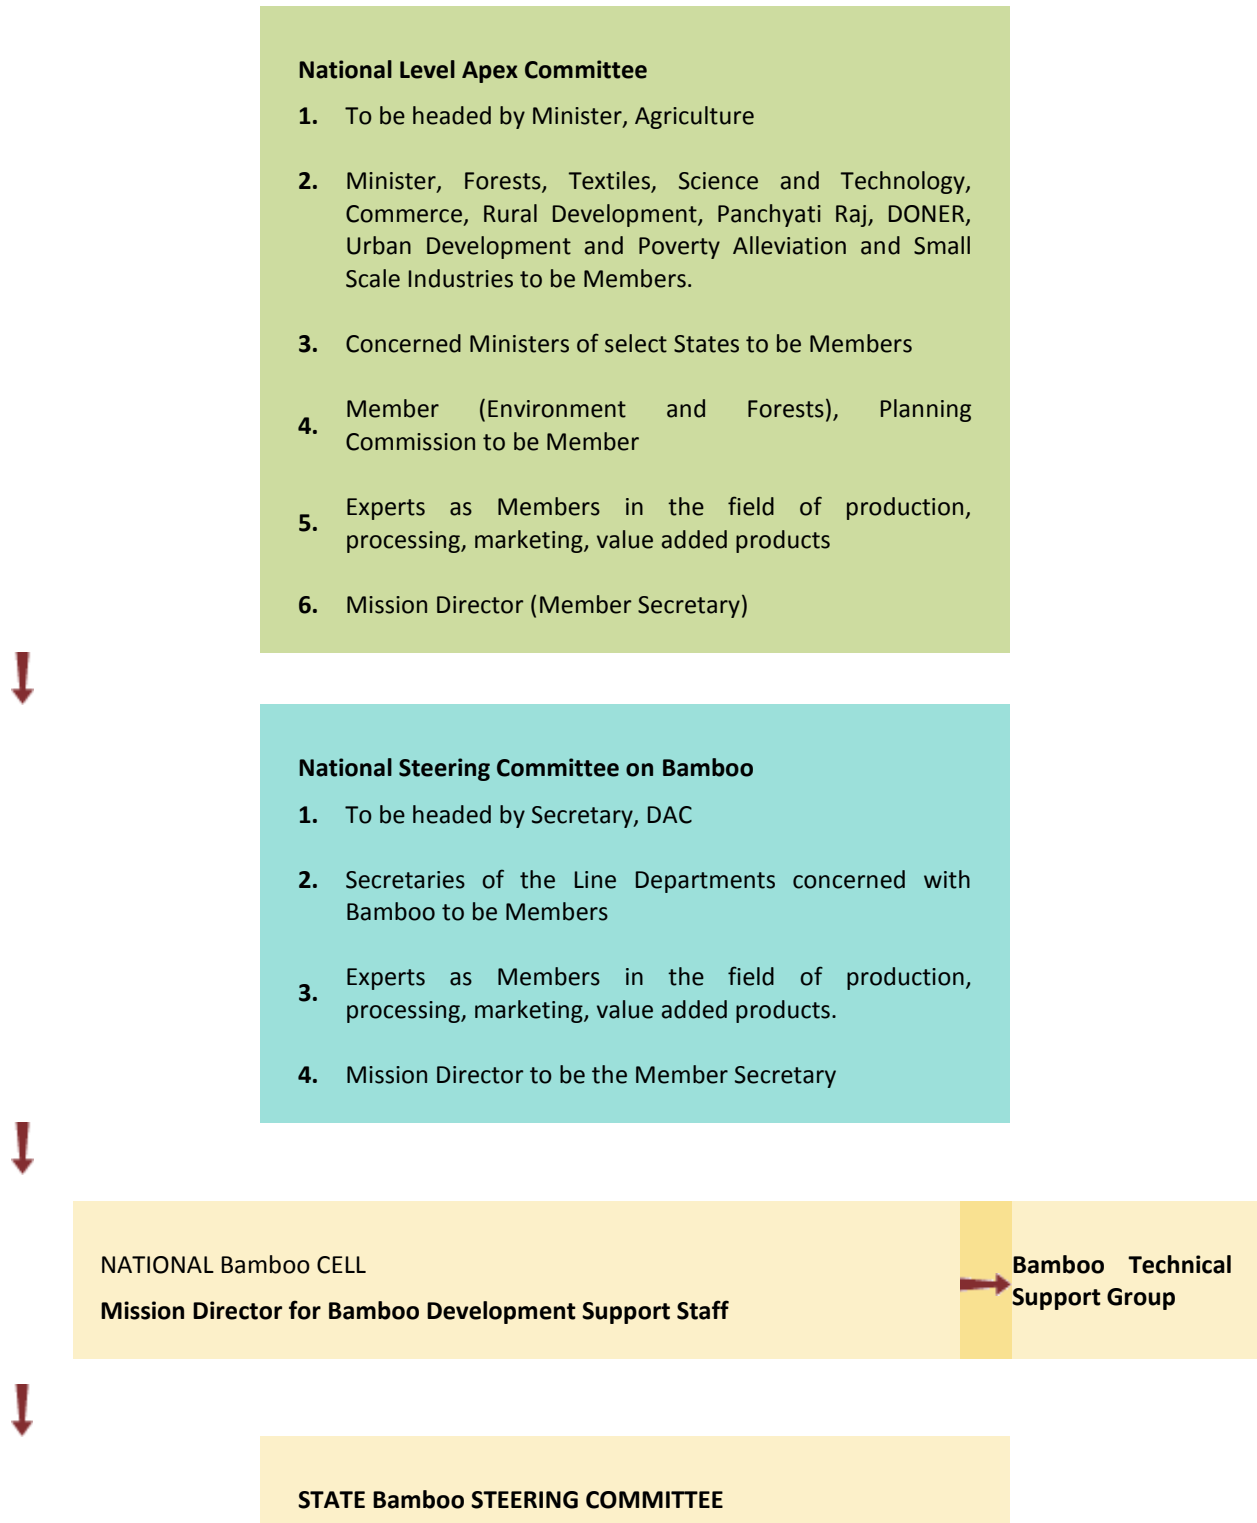 National Level Apex Committee
1. To be headed by Minister, Agriculture
2. Minister, Forests, Textiles, Science and Technology,
Commerce, Rural Development, Panchyati Raj, DONER,
Urban Development and Poverty Alleviation and Small
Scale Industries to be Members.
3. Concerned Ministers of select States to be Members
4. Member (Environment and Forests), Planning
Commission to be Member
5. Experts as Members in the field of production,
processing, marketing, value added products
6. Mission Director (Member Secretary)
National Steering Committee on Bamboo
1. To be headed by Secretary, DAC
2. Secretaries of the Line Departments concerned with
Bamboo to be Members
3. Experts as Members in the field of production,
processing, marketing, value added products.
4. Mission Director to be the Member Secretary
NATIONAL Bamboo CELL
Mission Director for Bamboo Development Support Staff
Bamboo Technical
Support Group
STATE Bamboo STEERING COMMITTEE